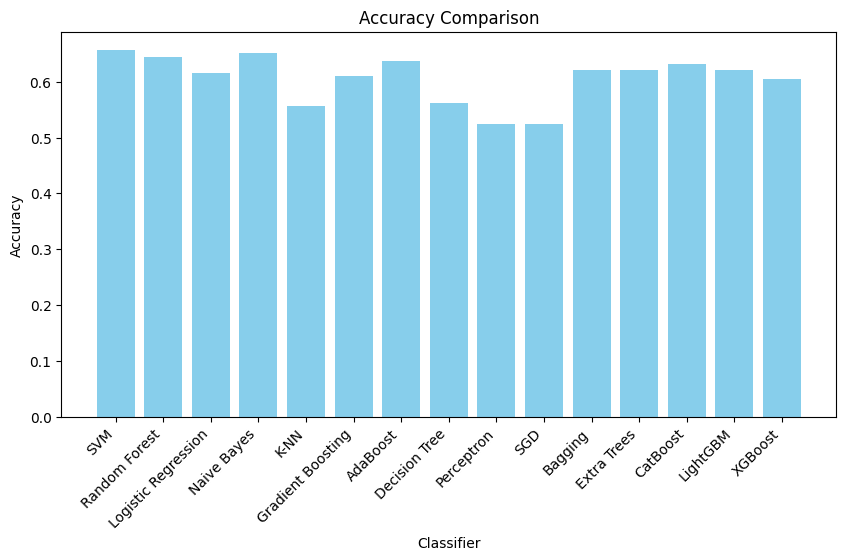 Accuracy Comparison
Accuracy
0.6
0.5
0.4
0.3
0.2
0.1
0.0
SVM
Random Forest
Logistic Regression
Naive Bayes
K-NN
Gradient Boosting
AdaBoost
Decision Tree
Perceptron
SGD
Bagging
Extra Trees
CatBoost
LightGBM
XGBoost
Classifier